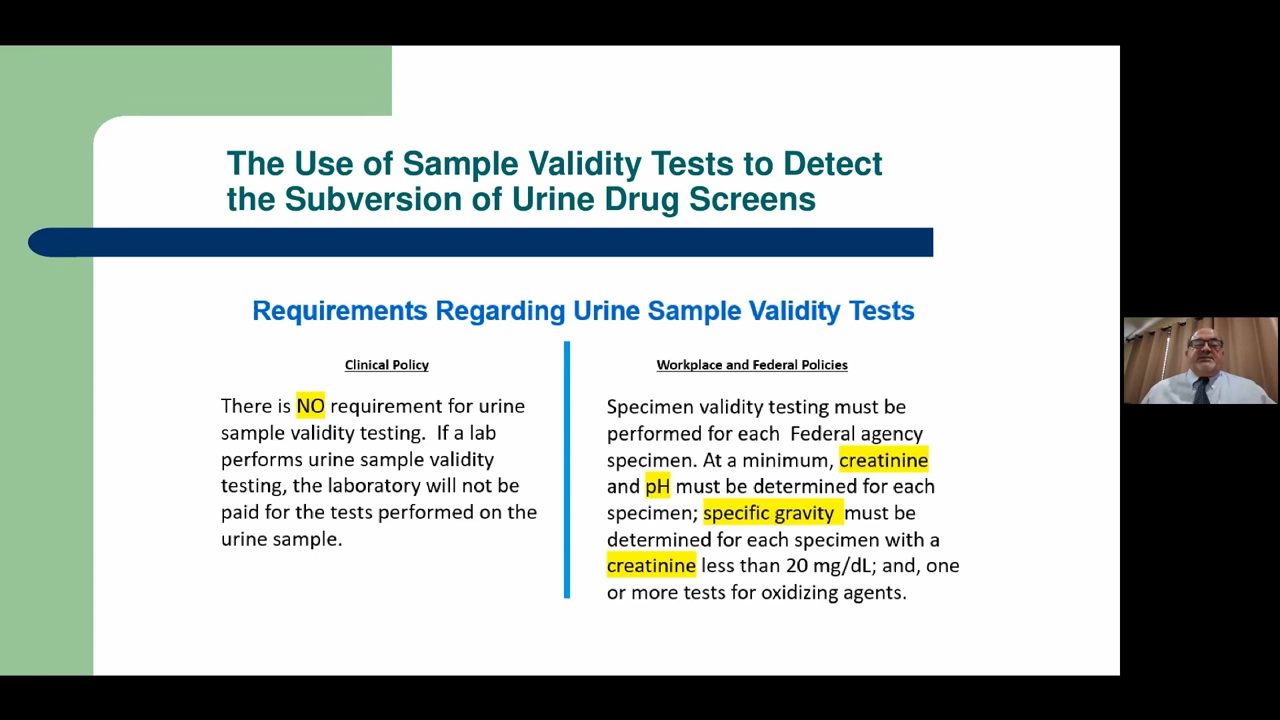 The Use of Sample Validity Tests to Detect
the Subversion of Urine Drug Screens
Requirements Regarding Urine Sample Validity Tests
Clinical Policy
There is NO requirement for urine
sample validity testing. If a lab
performs urine sample validity
testing, the laboratory will not be
paid for the tests performed on the
urine sample.
Workplace and Federal Policies
Specimen validity testing must be
performed for each Federal agency
specimen. At a minimum, creatinine
and pH must be determined for each
specimen; specific gravity must be
determined for each specimen with a
creatinine less than 20 mg/dL; and, one
or more tests for oxidizing agents.